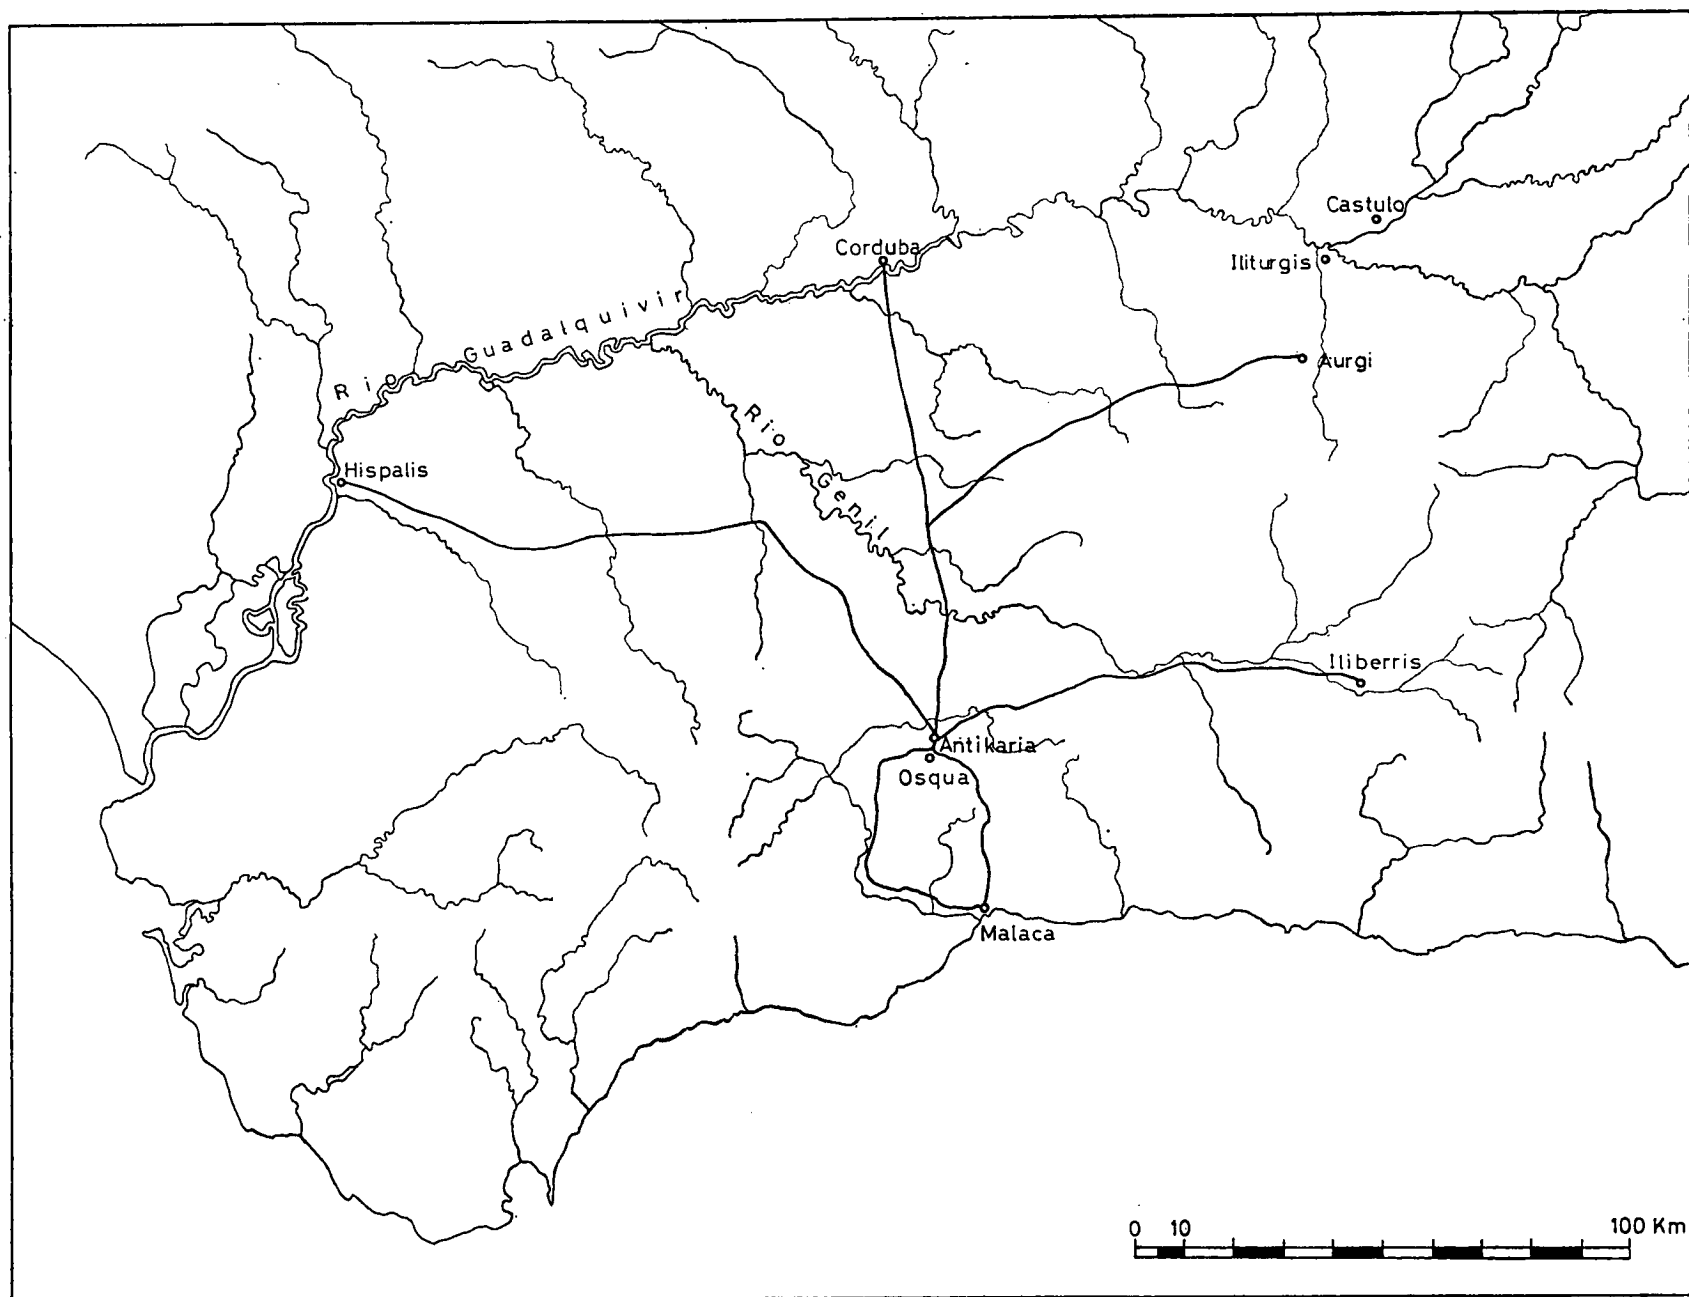 Castulo
Corduba
Iliturgis
Rio Guadalquivir
Aurgi
Rio Genil
Hispalis
Iliberris
Antikaria
Osqua
Malaca
0 10 100 Km